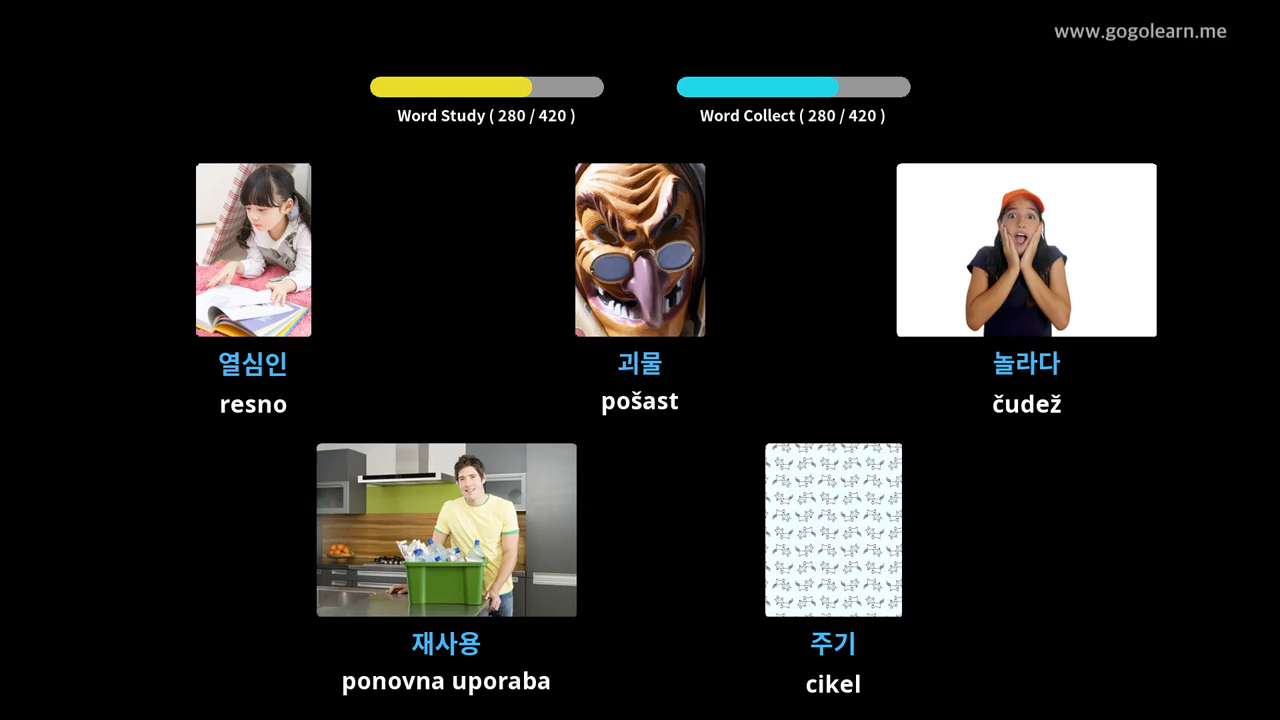 www.gogolearn.me
Word Study ( 280 / 420 )
Word Collect ( 280 / 420 )
열심인
resno
괴물
pošast
놀라다
čudež
재사용
ponovna uporaba
주기
cikel